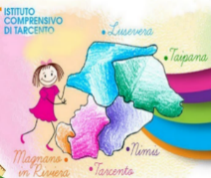 ISTITUTO
COMPRENSIVO
DI TARCENTO
Lusevera
Taipana
Nimis
Tarcento
Magnano
in Riviera